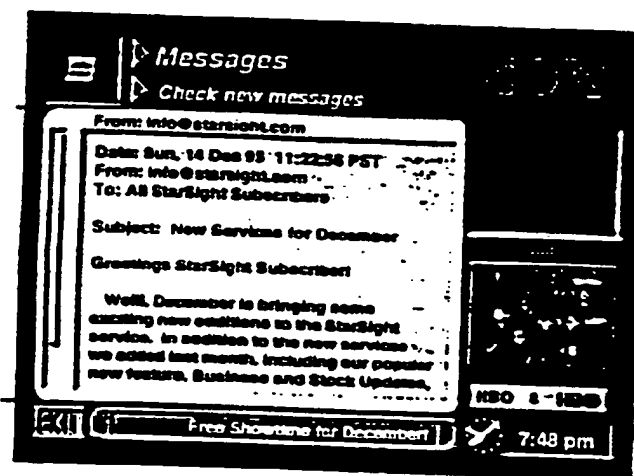 Messages
Check new messages
From: info@starsight.com
Date: Sun, 14 Dec 95 11:22:56 PST
From: info@starsight.com
To: All StarSight Subscribers
Subject: New Services for December
Greetings StarSight Subscriber!
Well, December is bringing some
exciting new additions to the StarSight
service. In addition to the new services
we added last month, including our popular
new feature, Business and Stock Updates,
HBO 8
EXIT
Free Showtime for December!
7:48 pm